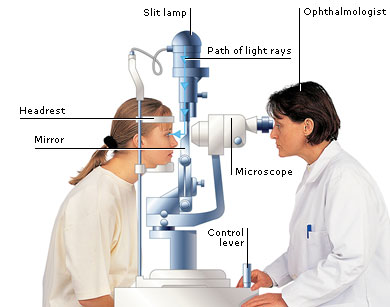 Slit lamp
Ophthalmologist
Path of light rays
Headrest
Mirror
Microscope
Control
lever